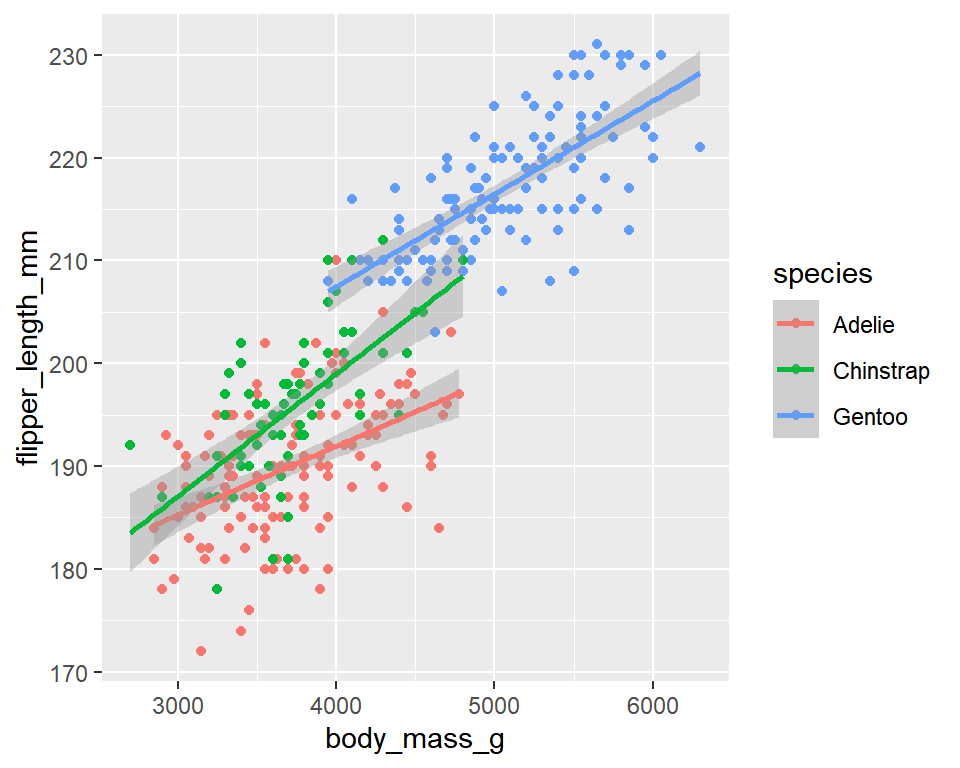 flipper_length_mm
230
220
210
200
190
180
170
3000 4000 5000 6000
body_mass_g
species
Adelie
Chinstrap
Gentoo